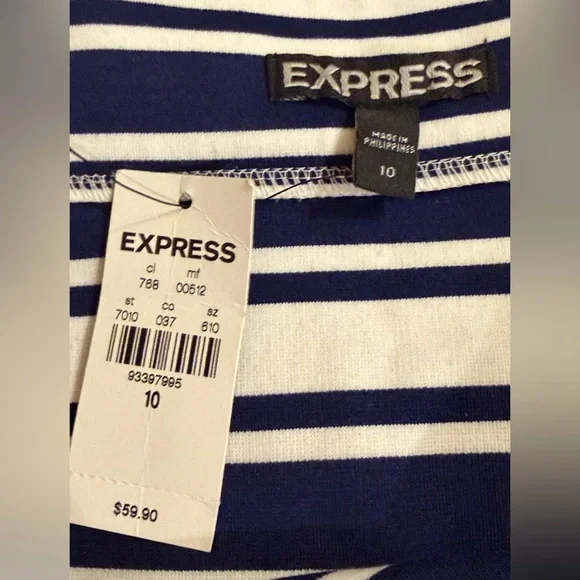 EXPRESS
MADE IN
PHILIPPINES
10
EXPRESS
cl mf
768 00512
st co sz
7010 037 610
93397995
10
$59.90